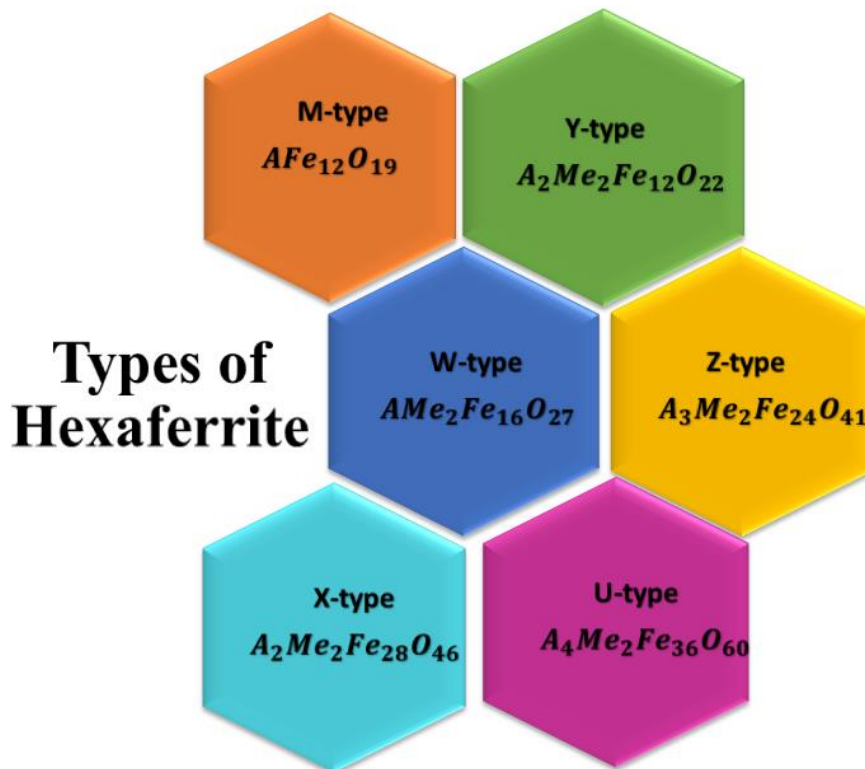 M-type
AFe₁₂O₁₉
Y-type
A₂Me₂Fe₁₂O₂₂
Types of
Hexaferrite
W-type
AMe₂Fe₁₆O₂₇
Z-type
A₃Me₂Fe₂₄O₄₁
X-type
A₂Me₂Fe₂₈O₄₆
U-type
A₄Me₂Fe₃₆O₆₀